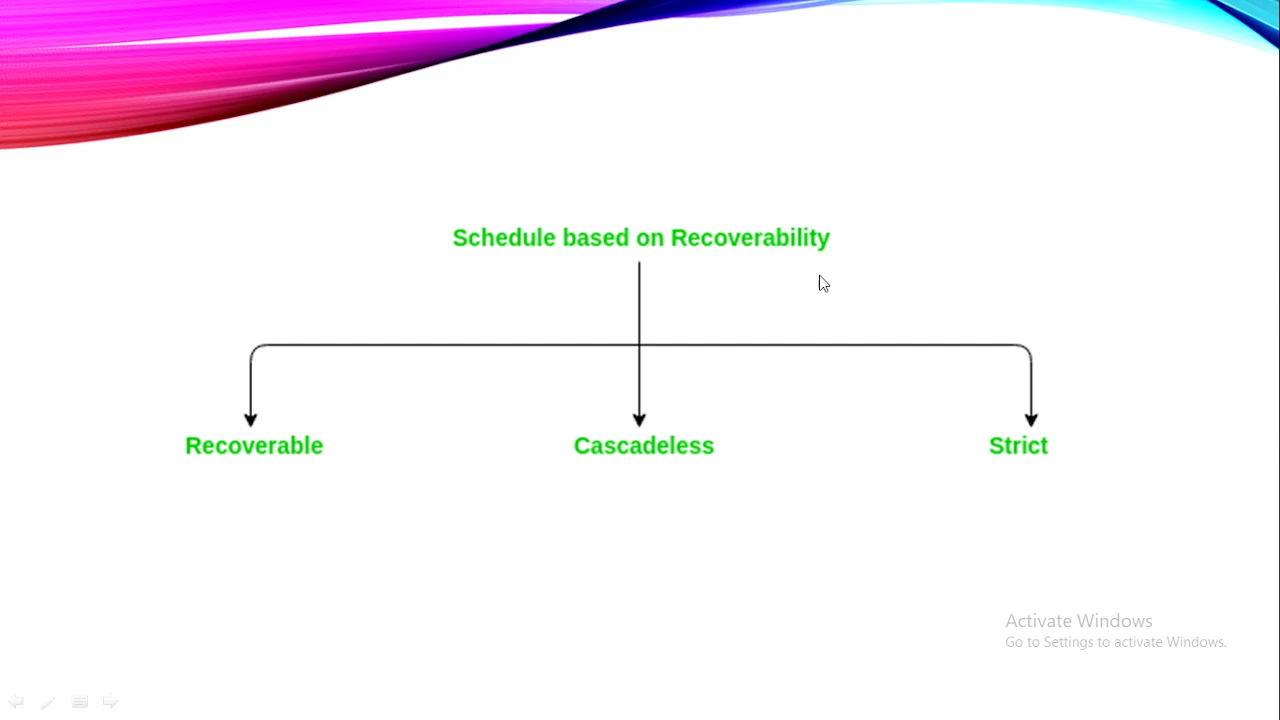 Schedule based on Recoverability
Recoverable
Cascadeless
Strict
Activate Windows
Go to Settings to activate Windows.